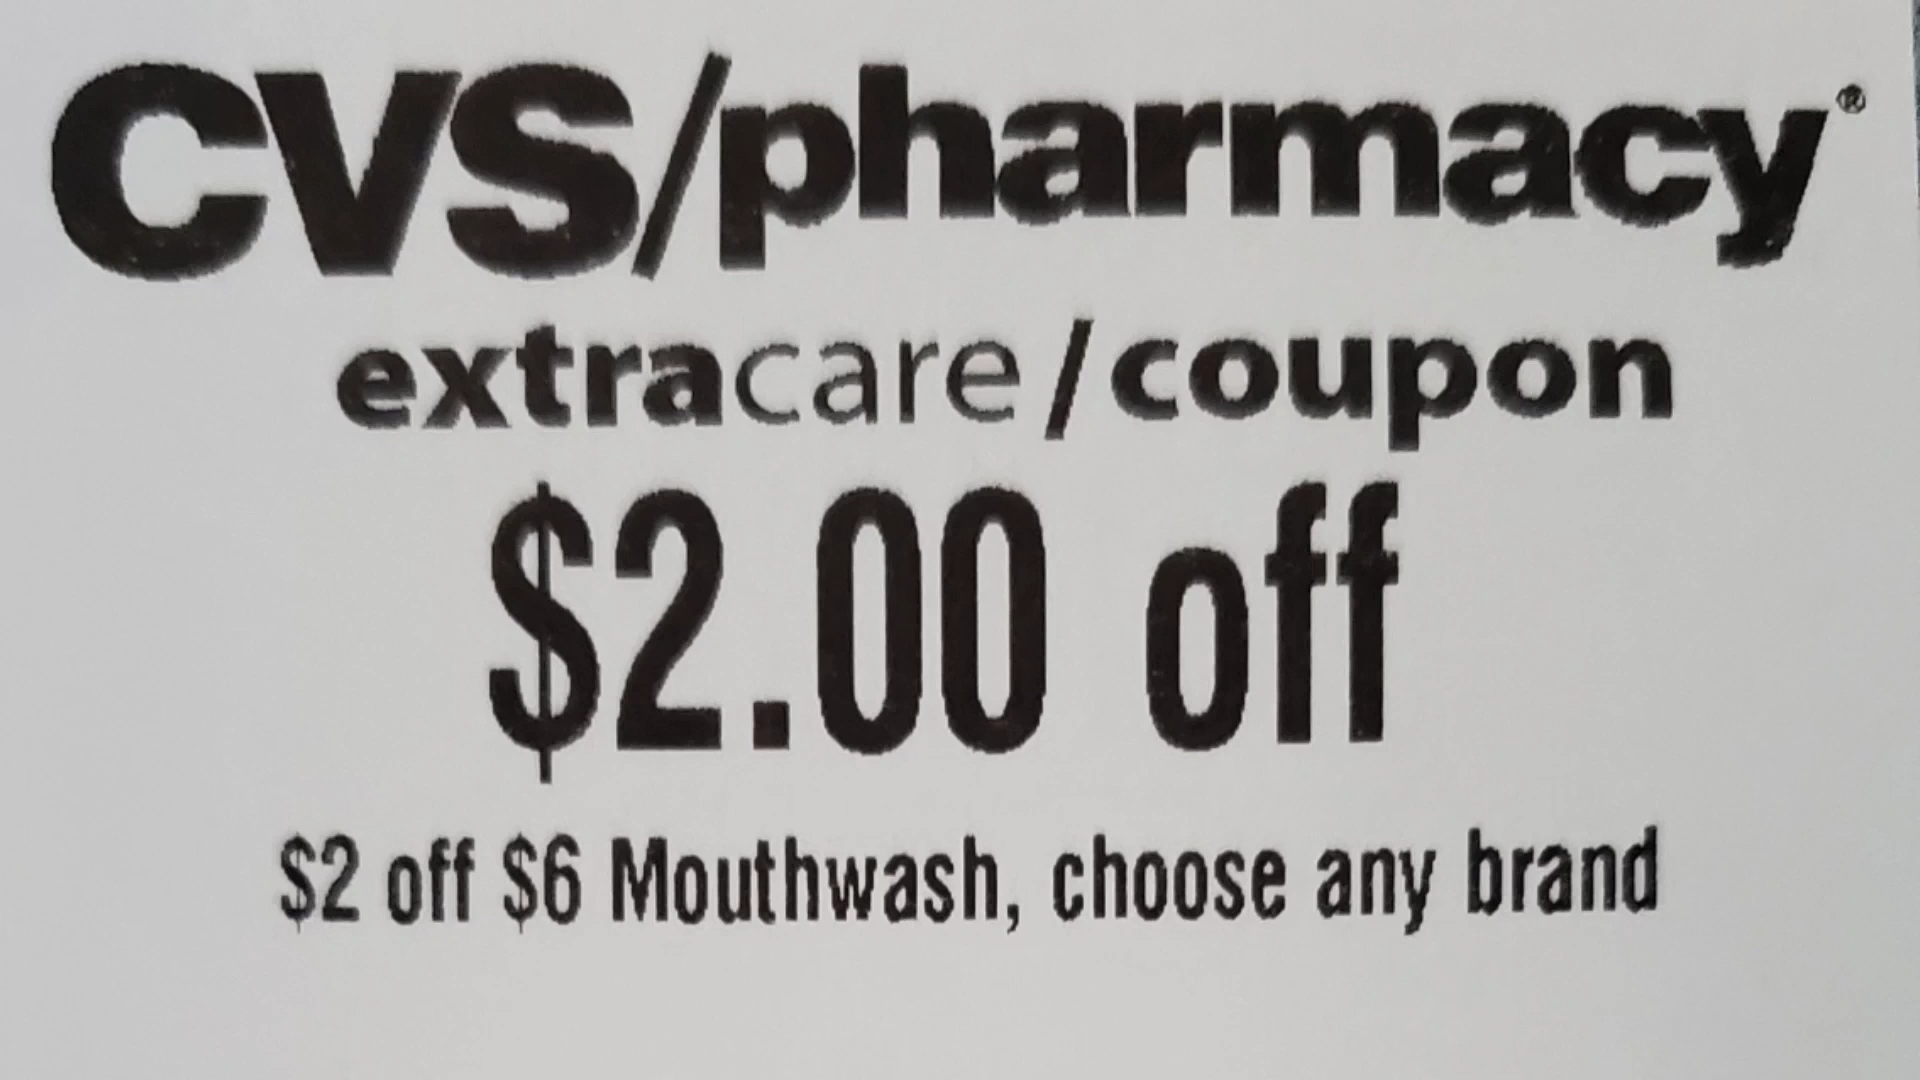 CVS/pharmacy®
extracare/coupon
$2.00 off
$2 off $6 Mouthwash, choose any brand